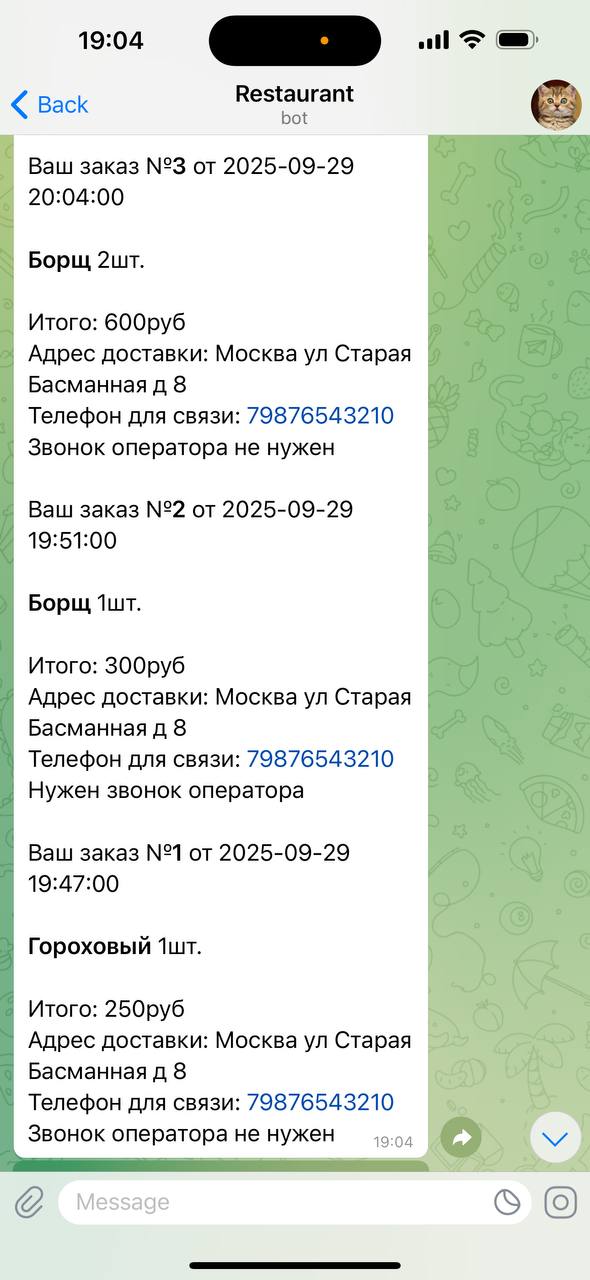 19:04
Back
Restaurant
bot
Ваш заказ №3 от 2025-09-29
20:04:00
Борщ 2шт.
Итого: 600руб
Адрес доставки: Москва ул Старая
Басманная д 8
Телефон для связи: 79876543210
Звонок оператора не нужен
Ваш заказ №2 от 2025-09-29
19:51:00
Борщ 1шт.
Итого: 300руб
Адрес доставки: Москва ул Старая
Басманная д 8
Телефон для связи: 79876543210
Нужен звонок оператора
Ваш заказ №1 от 2025-09-29
19:47:00
Гороховый 1шт.
Итого: 250руб
Адрес доставки: Москва ул Старая
Басманная д 8
Телефон для связи: 79876543210
Звонок оператора не нужен
19:04
Message